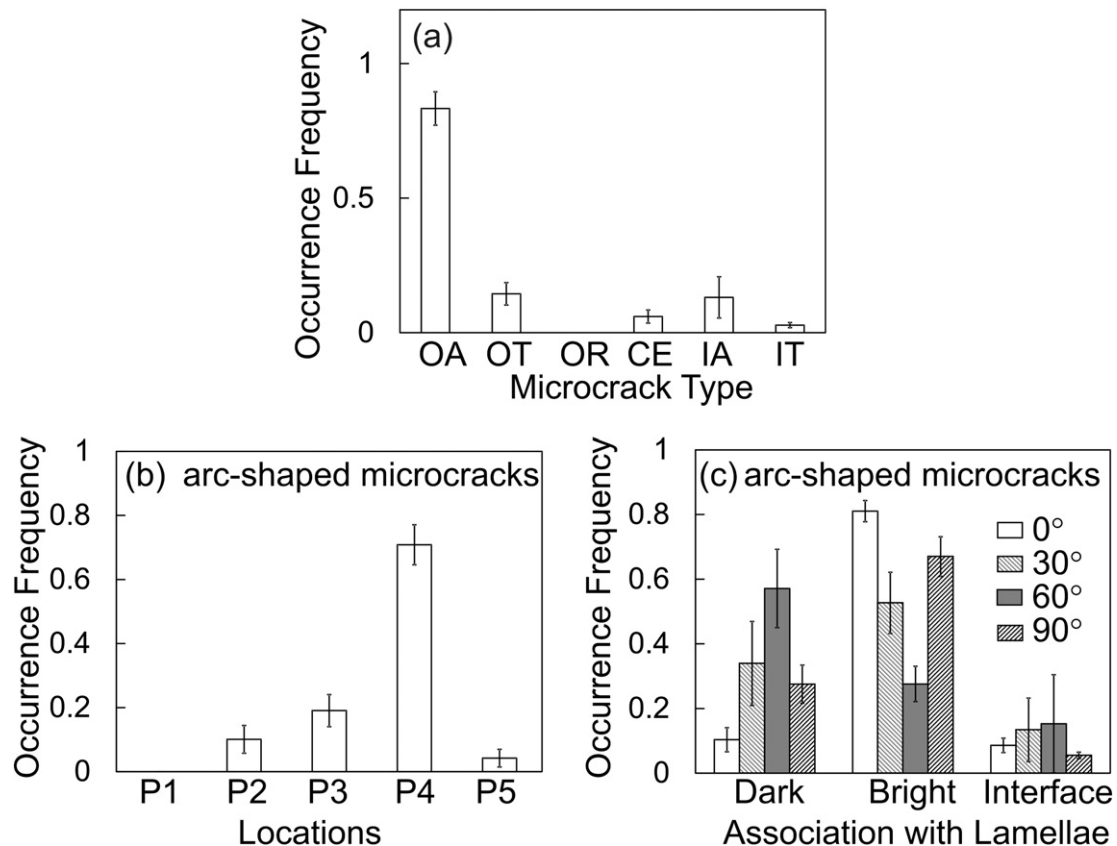 (a)
1
0.5
0
Occurrence Frequency
OA OT OR CE IA IT
Microcrack Type
(b) arc-shaped microcracks
1
0.8
0.6
0.4
0.2
0
Occurrence Frequency
P1 P2 P3 P4 P5
Locations
(c) arc-shaped microcracks
1
0.8
0.6
0.4
0.2
0
Occurrence Frequency
0°
30°
60°
90°
Dark Bright Interface
Association with Lamellae